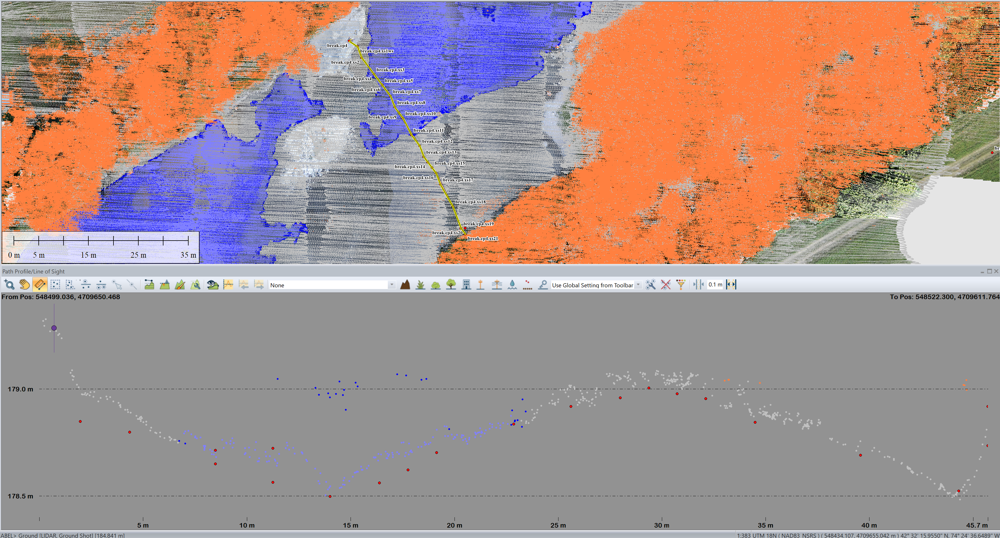 break.cp4
break.cp4.xs1ws
break.cp4.xs2
break.cp4.xs3
break.cp4.xs4
break.cp4.xs5
break.cp4.xs6
break.cp4.xs7
break.cp4.xs8
break.cp4.xs10
break.cp4.xs9
break.cp4.xs11
break.cp4.xs12
br
break.cp4.xs13
break.cp4.xs15
break.cp4.xs14
break.cp4.xs16
break.cp4.xs17
break.cp4.xs18
break.cp4.xs19
break.cp4.xs20
break.cp4.xs21
0 m 5 m 15 m 25 m 35 m
Path Profile/Line of Sight
None Use Global Setting from Toolbar 0.1 m
From Pos: 548499.036, 4709650.468 To Pos: 548522.300, 4709611.764
179.0 m
178.5 m
5 m 10 m 15 m 20 m 25 m 30 m 35 m 40 m 45.7 m
ABEL> Ground [LIDAR, Ground Shot] [184.841 m] 1:383 UTM 18N ( NAD83_NSRS ) ( 548434.107, 4709655.042 m ) 42° 32' 15.9550" N, 74° 24' 36.6489" W